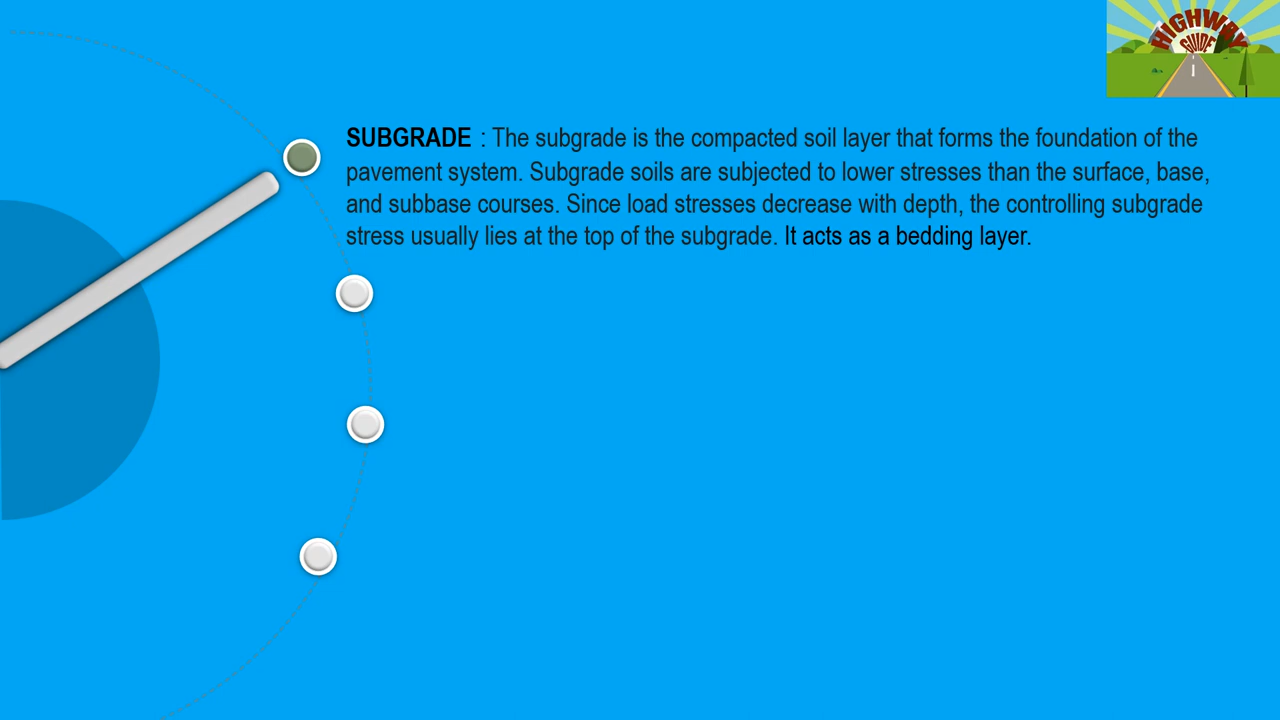 HIGHWAY
GUIDE
SUBGRADE : The subgrade is the compacted soil layer that forms the foundation of the
pavement system. Subgrade soils are subjected to lower stresses than the surface, base,
and subbase courses. Since load stresses decrease with depth, the controlling subgrade
stress usually lies at the top of the subgrade. It acts as a bedding layer.